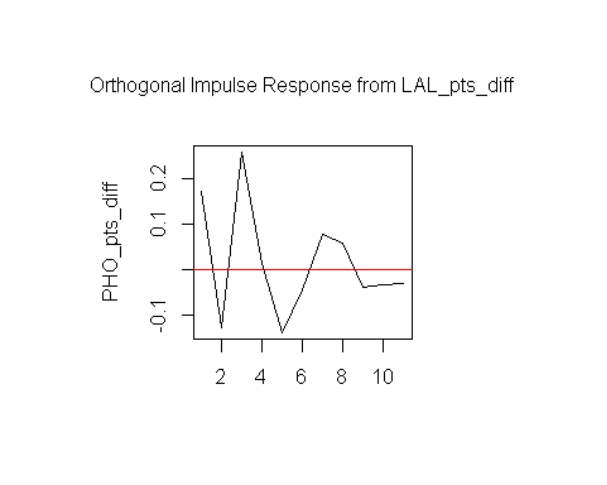 Orthogonal Impulse Response from LAL_pts_diff
PHO_pts_diff
0.2
0.1
-0.1
2 4 6 8 10